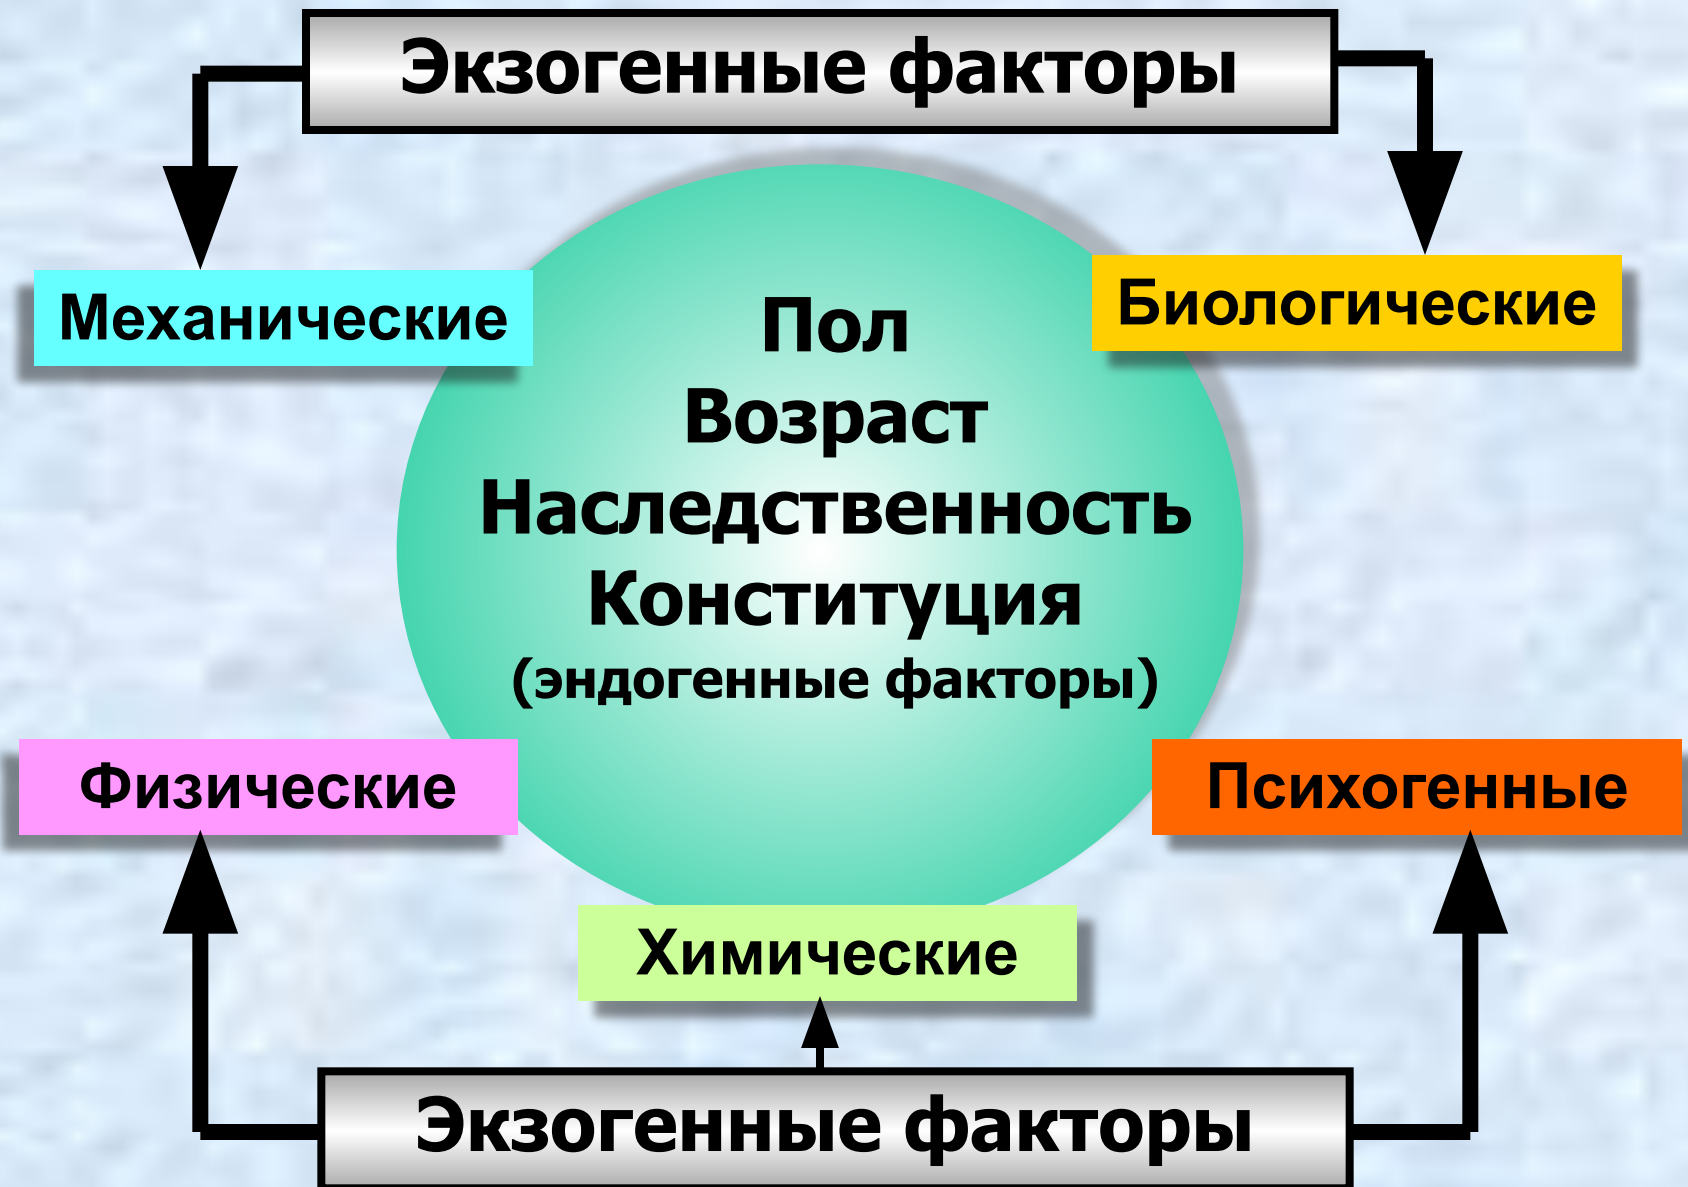 Экзогенные факторы
Механические
Биологические
Пол
Возраст
Наследственность
Конституция
(эндогенные факторы)
Физические
Психогенные
Химические
Экзогенные факторы